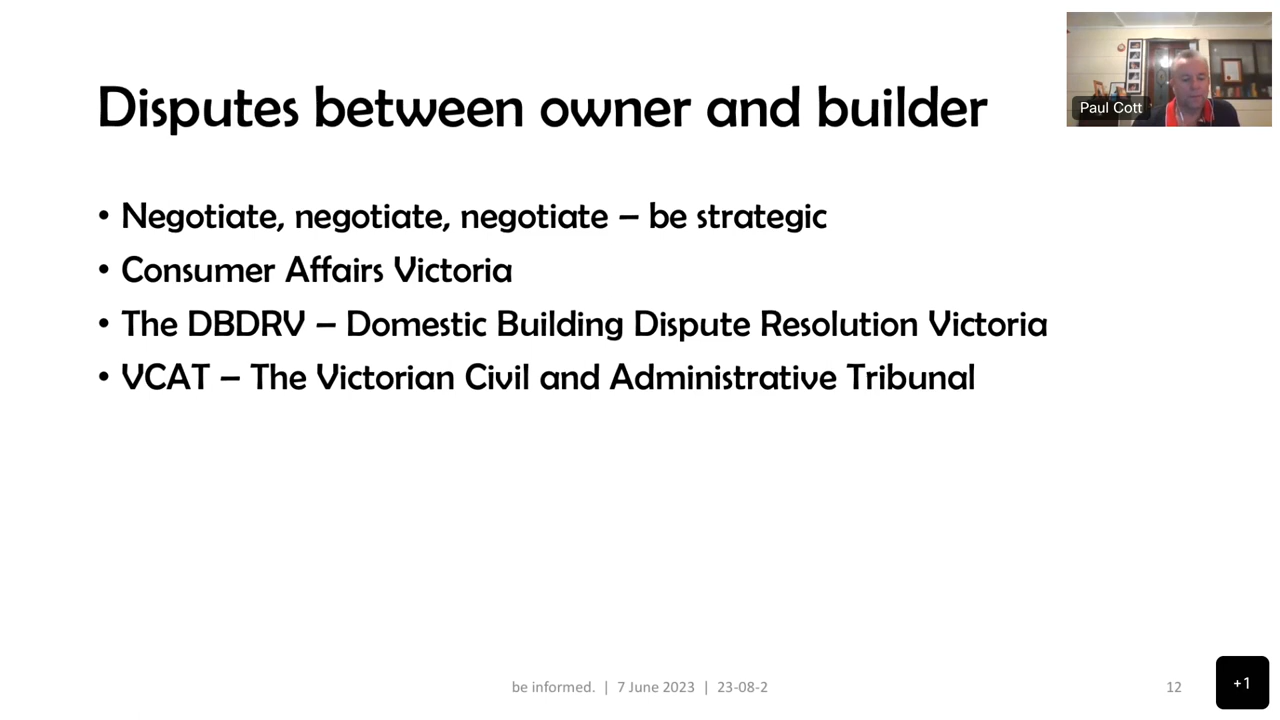 Disputes between owner and builder
Paul Cott
• Negotiate, negotiate, negotiate – be strategic
• Consumer Affairs Victoria
• The DBDRV – Domestic Building Dispute Resolution Victoria
• VCAT – The Victorian Civil and Administrative Tribunal
be informed. | 7 June 2023 | 23-08-2
12
+1